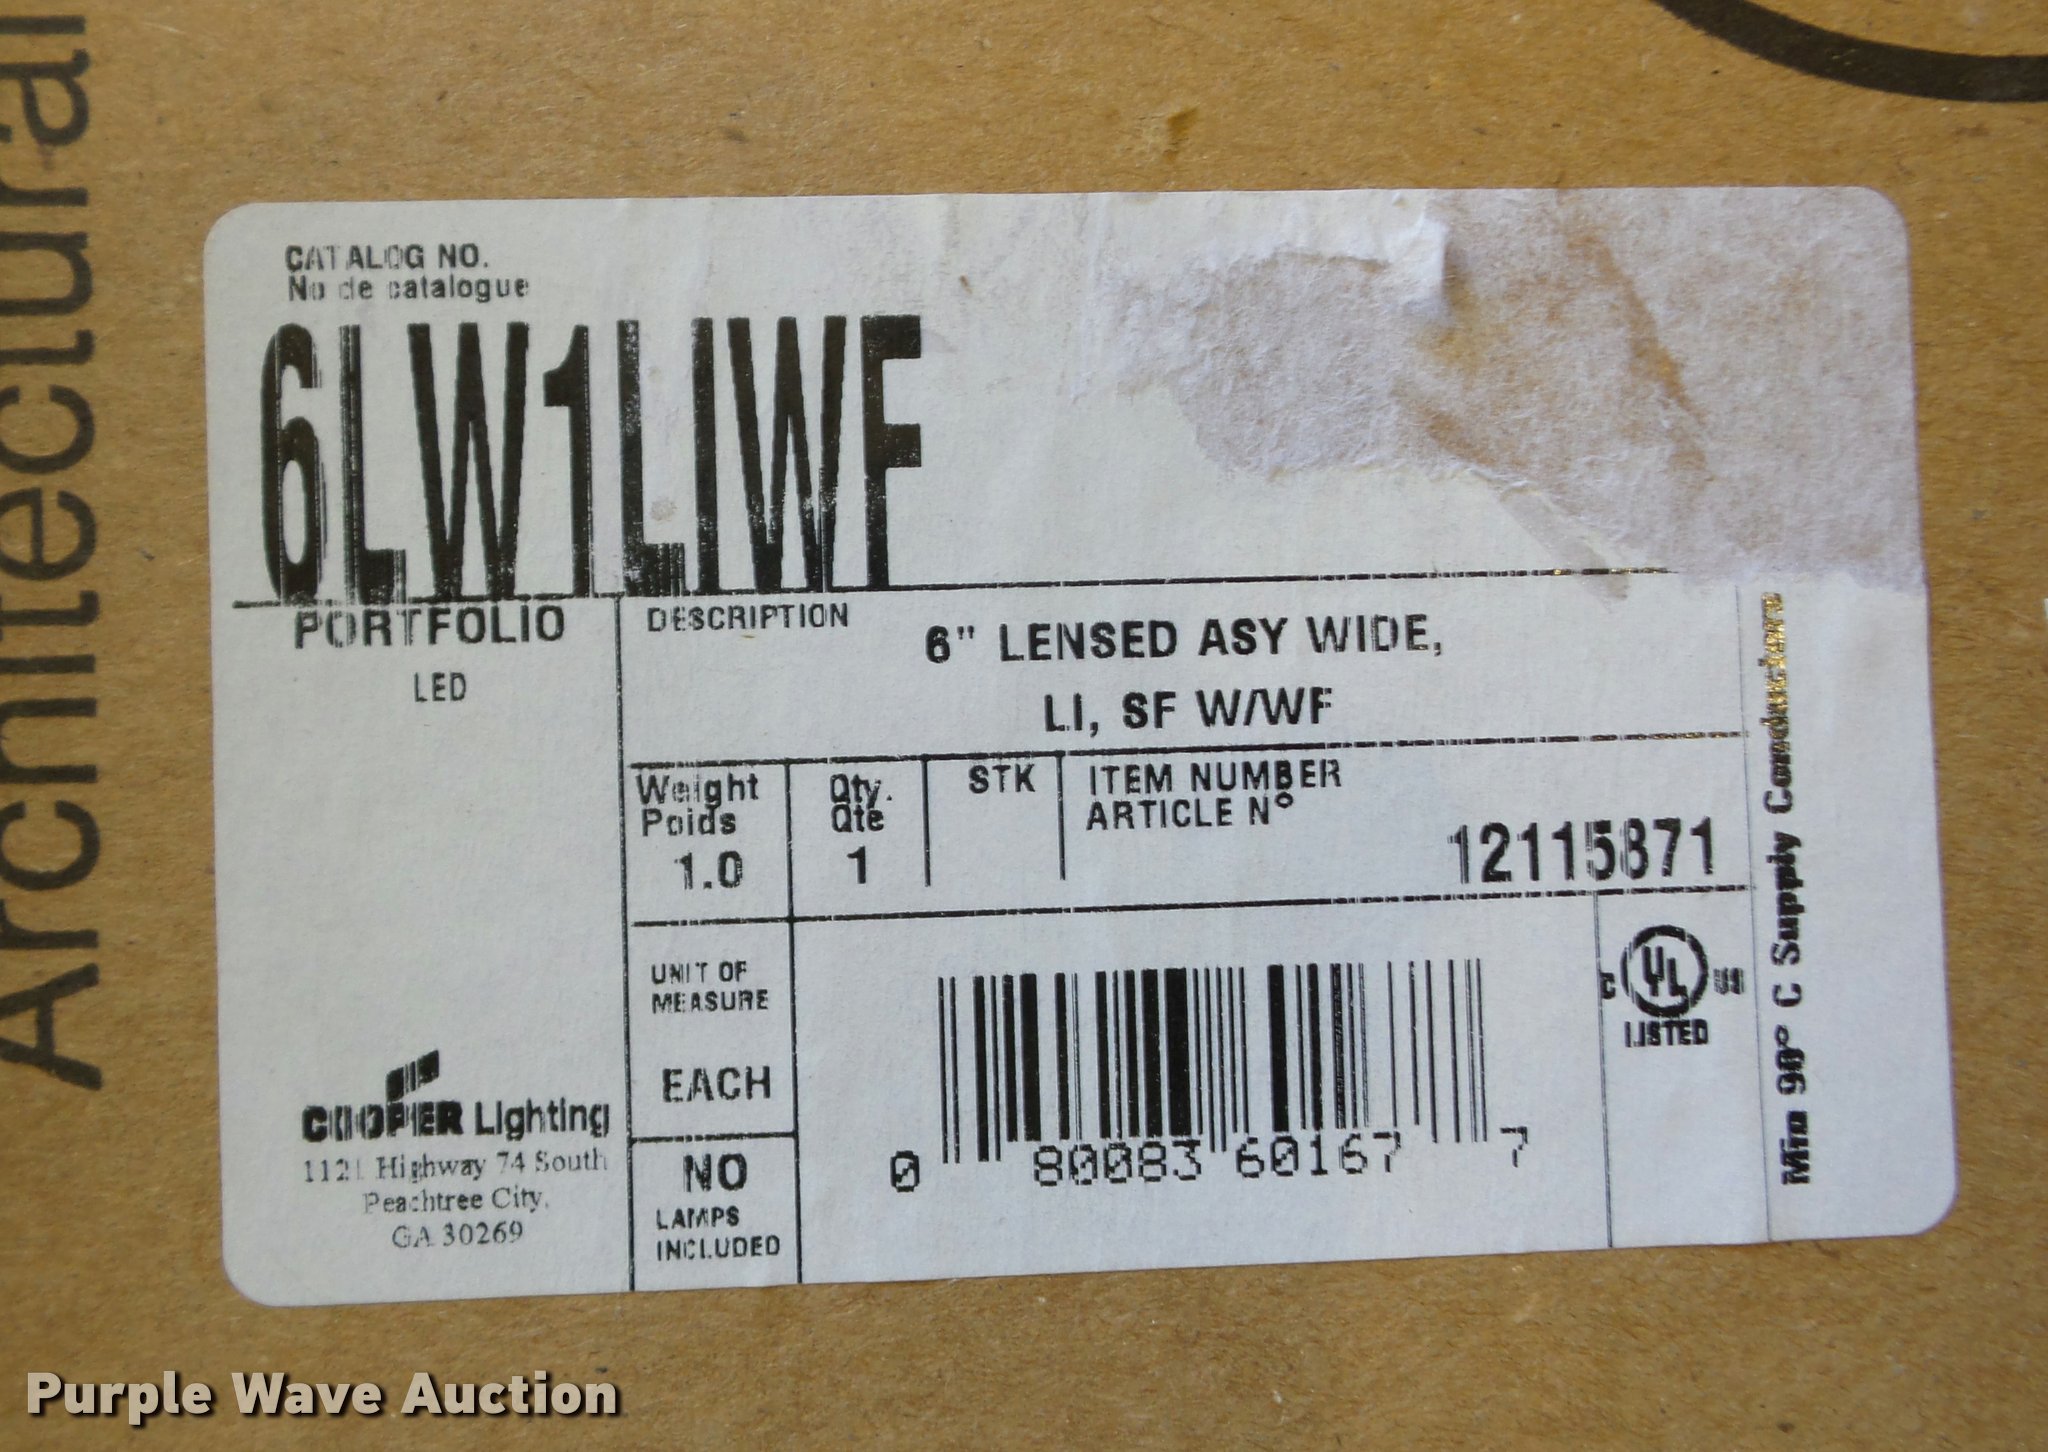 Architectural
CATALOG NO.
No de catalogue
6LW1LIWF
PORTFOLIO
LED
DESCRIPTION
6" LENSED ASY WIDE,
LI, SF W/WF
Weight
Poids
1.0
Qty.
Qte
1
STK
ITEM NUMBER
ARTICLE N°
12115871
UNIT OF
MEASURE
EACH
NO
LAMPS
INCLUDED
COOPER Lighting
1121 Highway 74 South
Peachtree City,
GA 30269
0 80083 60167 7
C UL US
LISTED
Min 90° C Supply Conductors
Purple Wave Auction